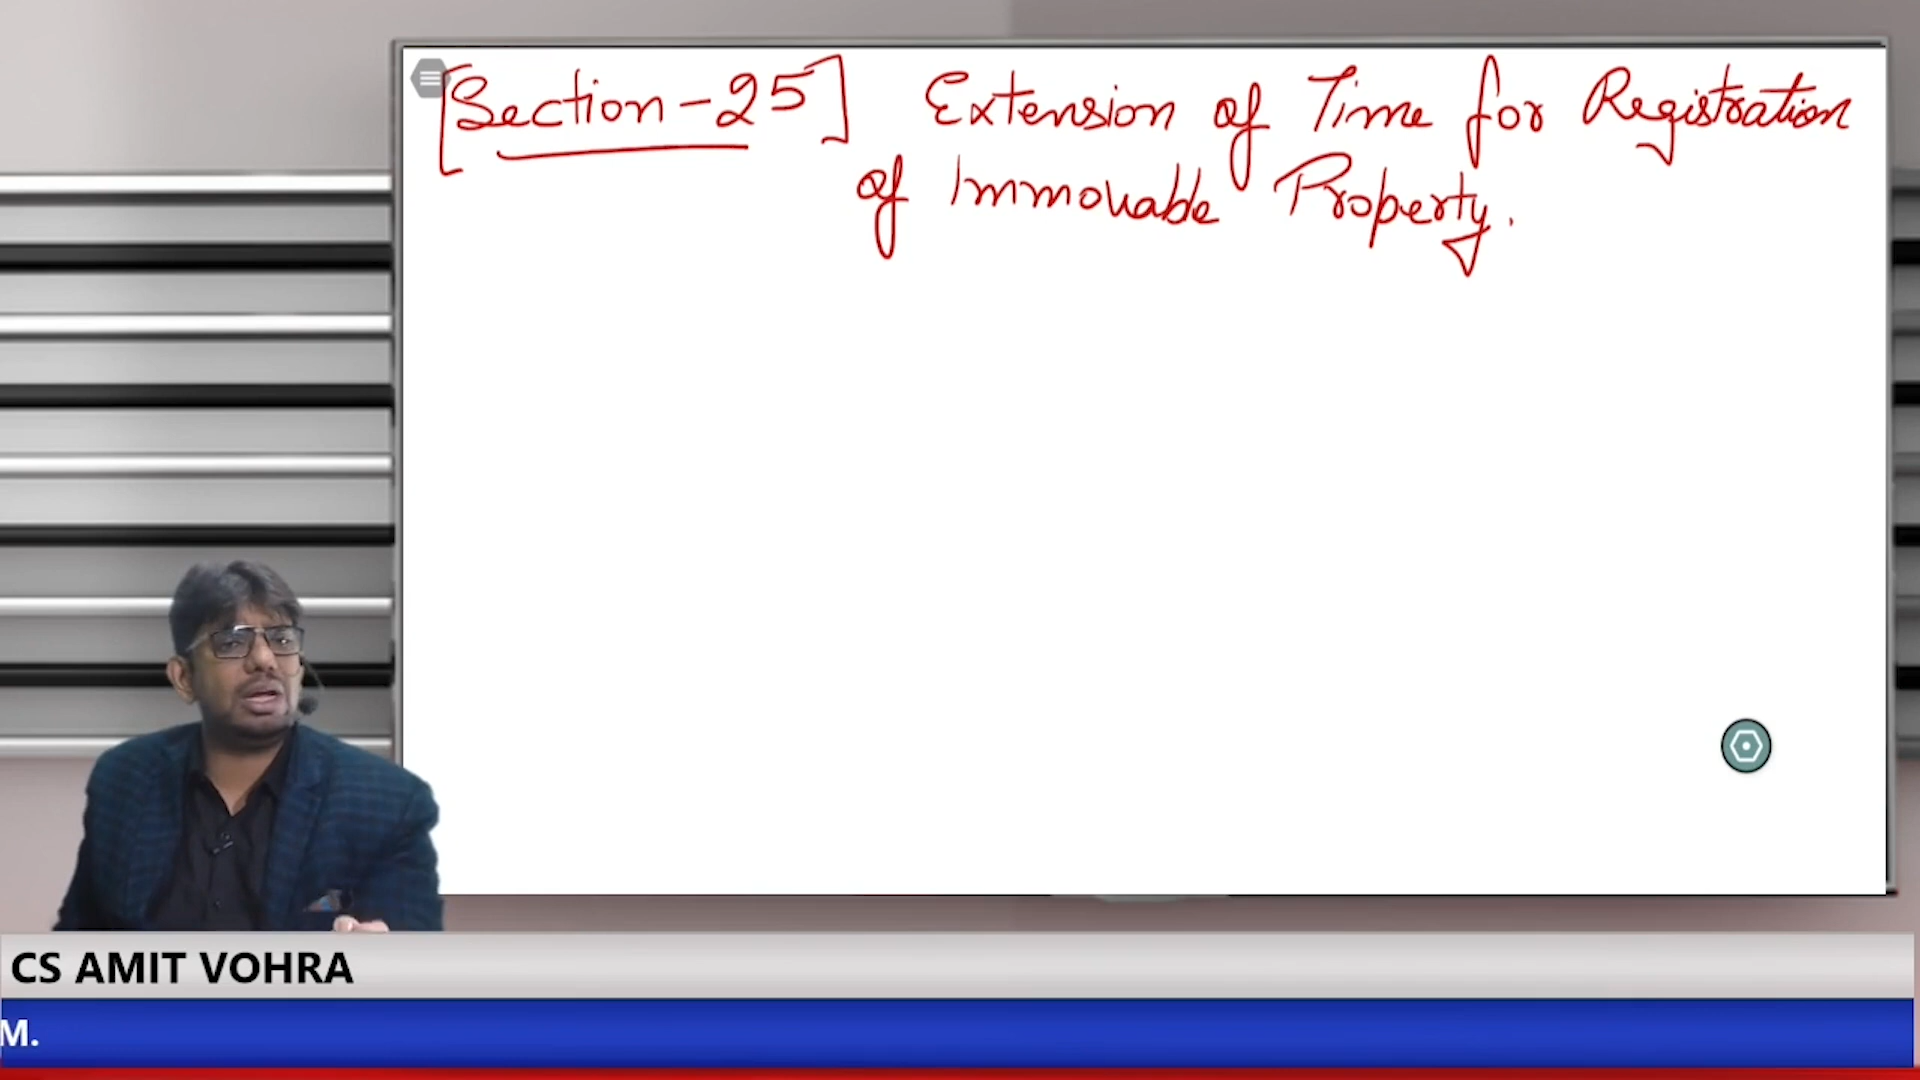 [Section-25] Extension of Time for Registration
of Immovable Property.
CS AMIT VOHRA
M.